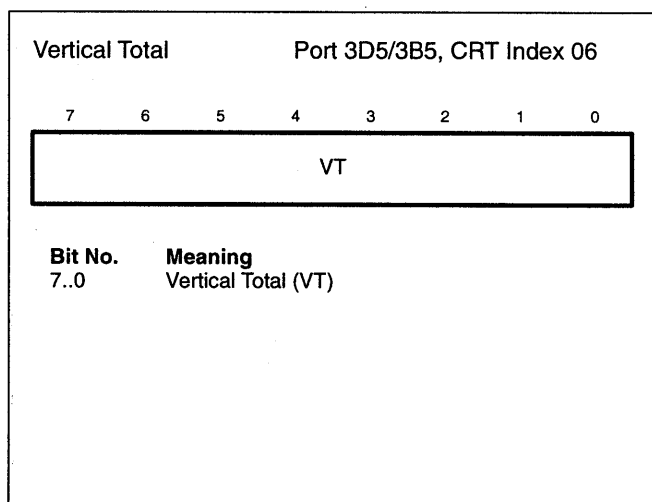 Vertical Total Port 3D5/3B5, CRT Index 06
7 6 5 4 3 2 1 0
VT
Bit No. Meaning
7..0 Vertical Total (VT)